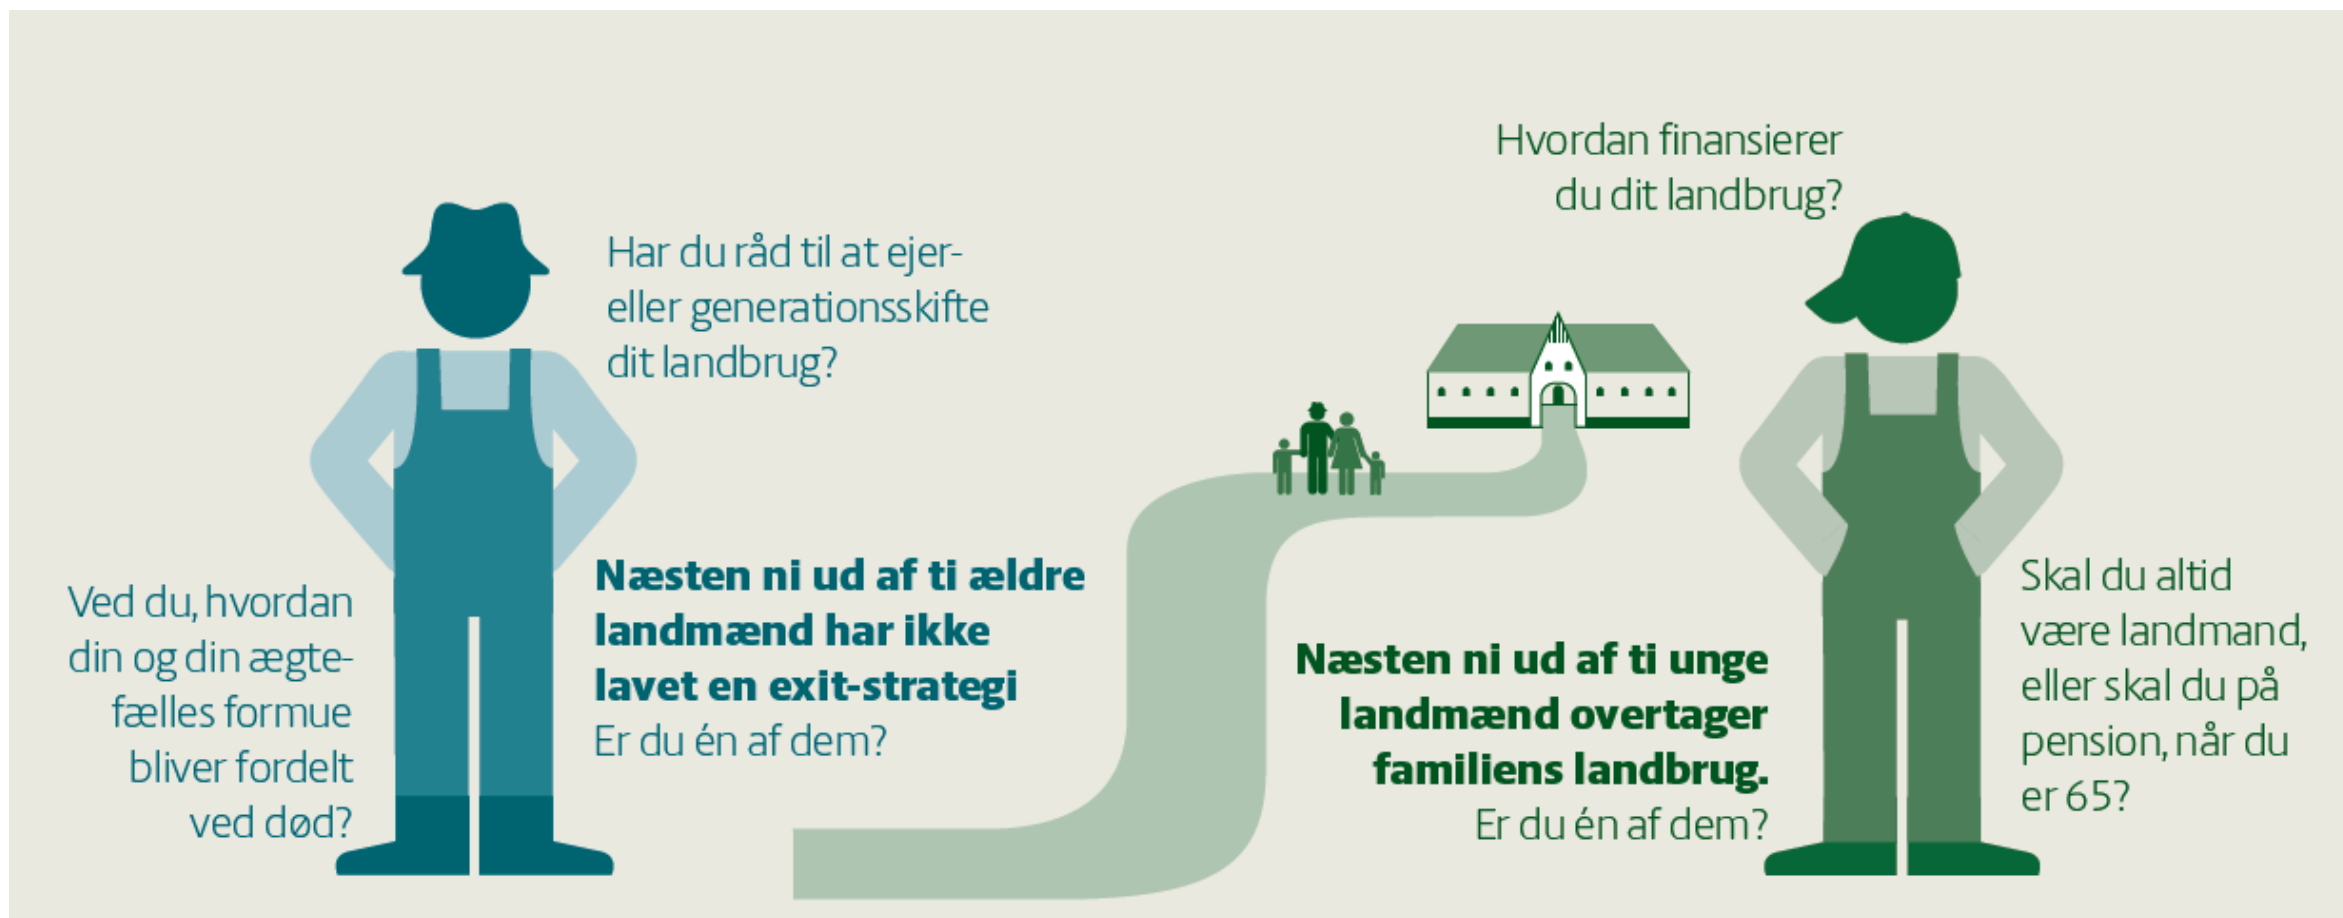 Har du råd til at ejer-
eller generationsskifte
dit landbrug?
Ved du, hvordan
din og din ægte-
fælles formue
bliver fordelt
ved død?
Næsten ni ud af ti ældre
landmænd har ikke
lavet en exit-strategi
Er du én af dem?
Hvordan finansierer
du dit landbrug?
Næsten ni ud af ti unge
landmænd overtager
familiens landbrug.
Er du én af dem?
Skal du altid
være landmand,
eller skal du på
pension, når du
er 65?